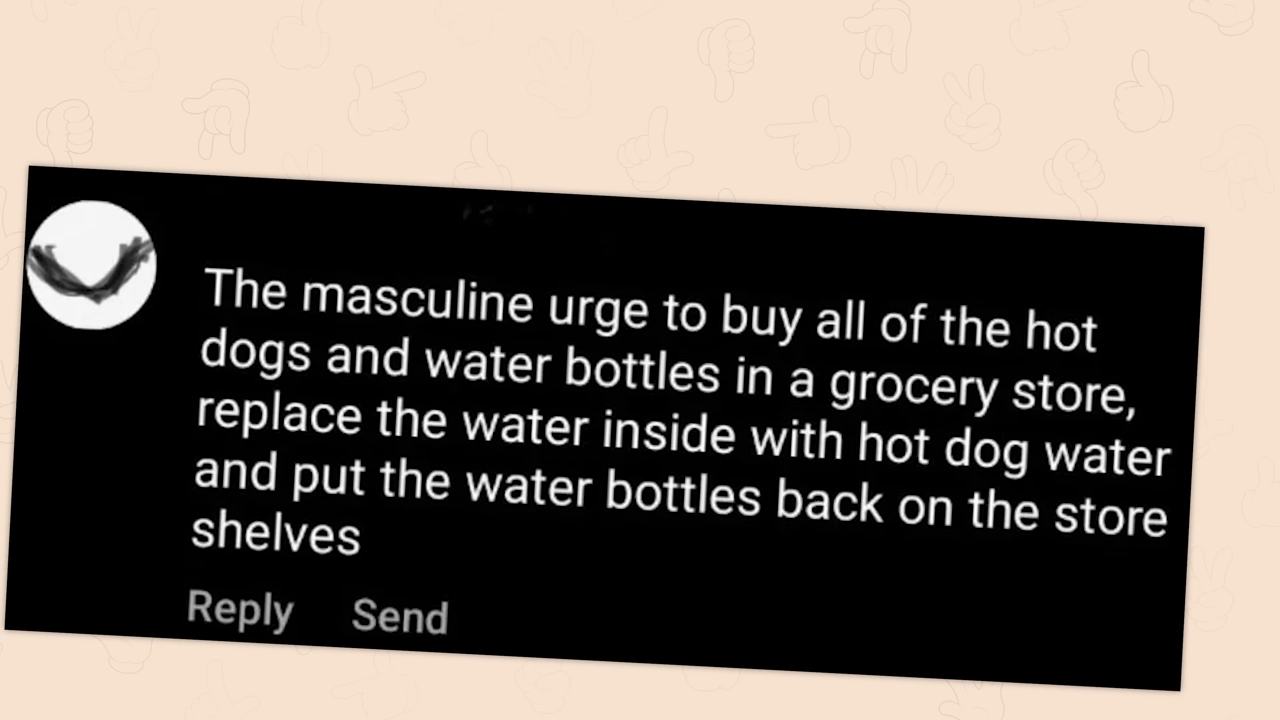 The masculine urge to buy all of the hot
dogs and water bottles in a grocery store,
replace the water inside with hot dog water
and put the water bottles back on the store
shelves
Reply Send